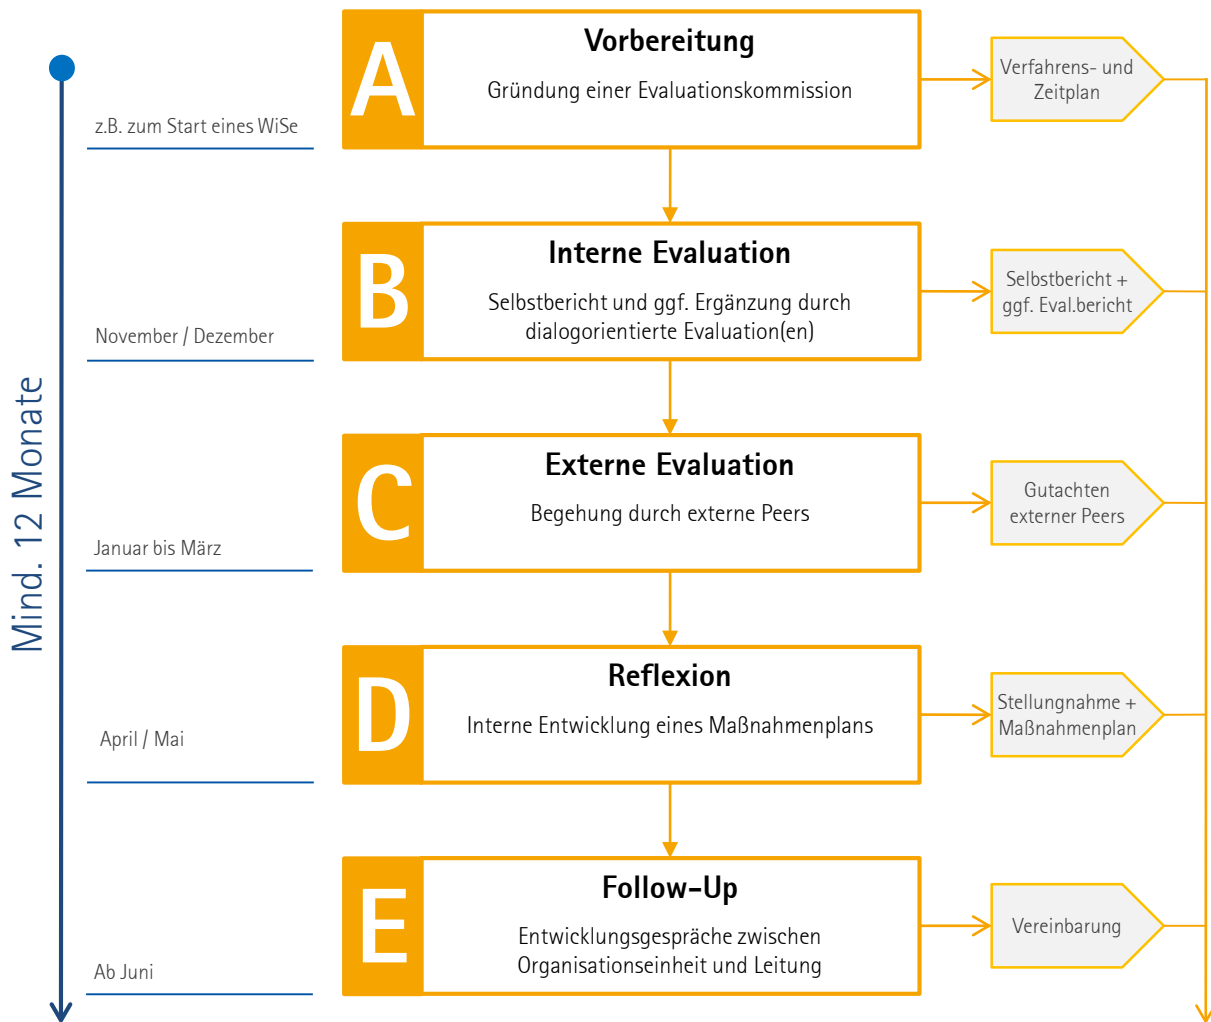 Mind. 12 Monate
z.B. zum Start eines WiSe
A
Vorbereitung
Gründung einer Evaluationskommission
Verfahrens- und
Zeitplan
November / Dezember
B
Interne Evaluation
Selbstbericht und ggf. Ergänzung durch
dialogorientierte Evaluation(en)
Selbstbericht +
ggf. Eval.bericht
Januar bis März
C
Externe Evaluation
Begehung durch externe Peers
Gutachten
externer Peers
April / Mai
D
Reflexion
Interne Entwicklung eines Maßnahmenplans
Stellungnahme +
Maßnahmenplan
Ab Juni
E
Follow-Up
Entwicklungsgespräche zwischen
Organisationseinheit und Leitung
Vereinbarung